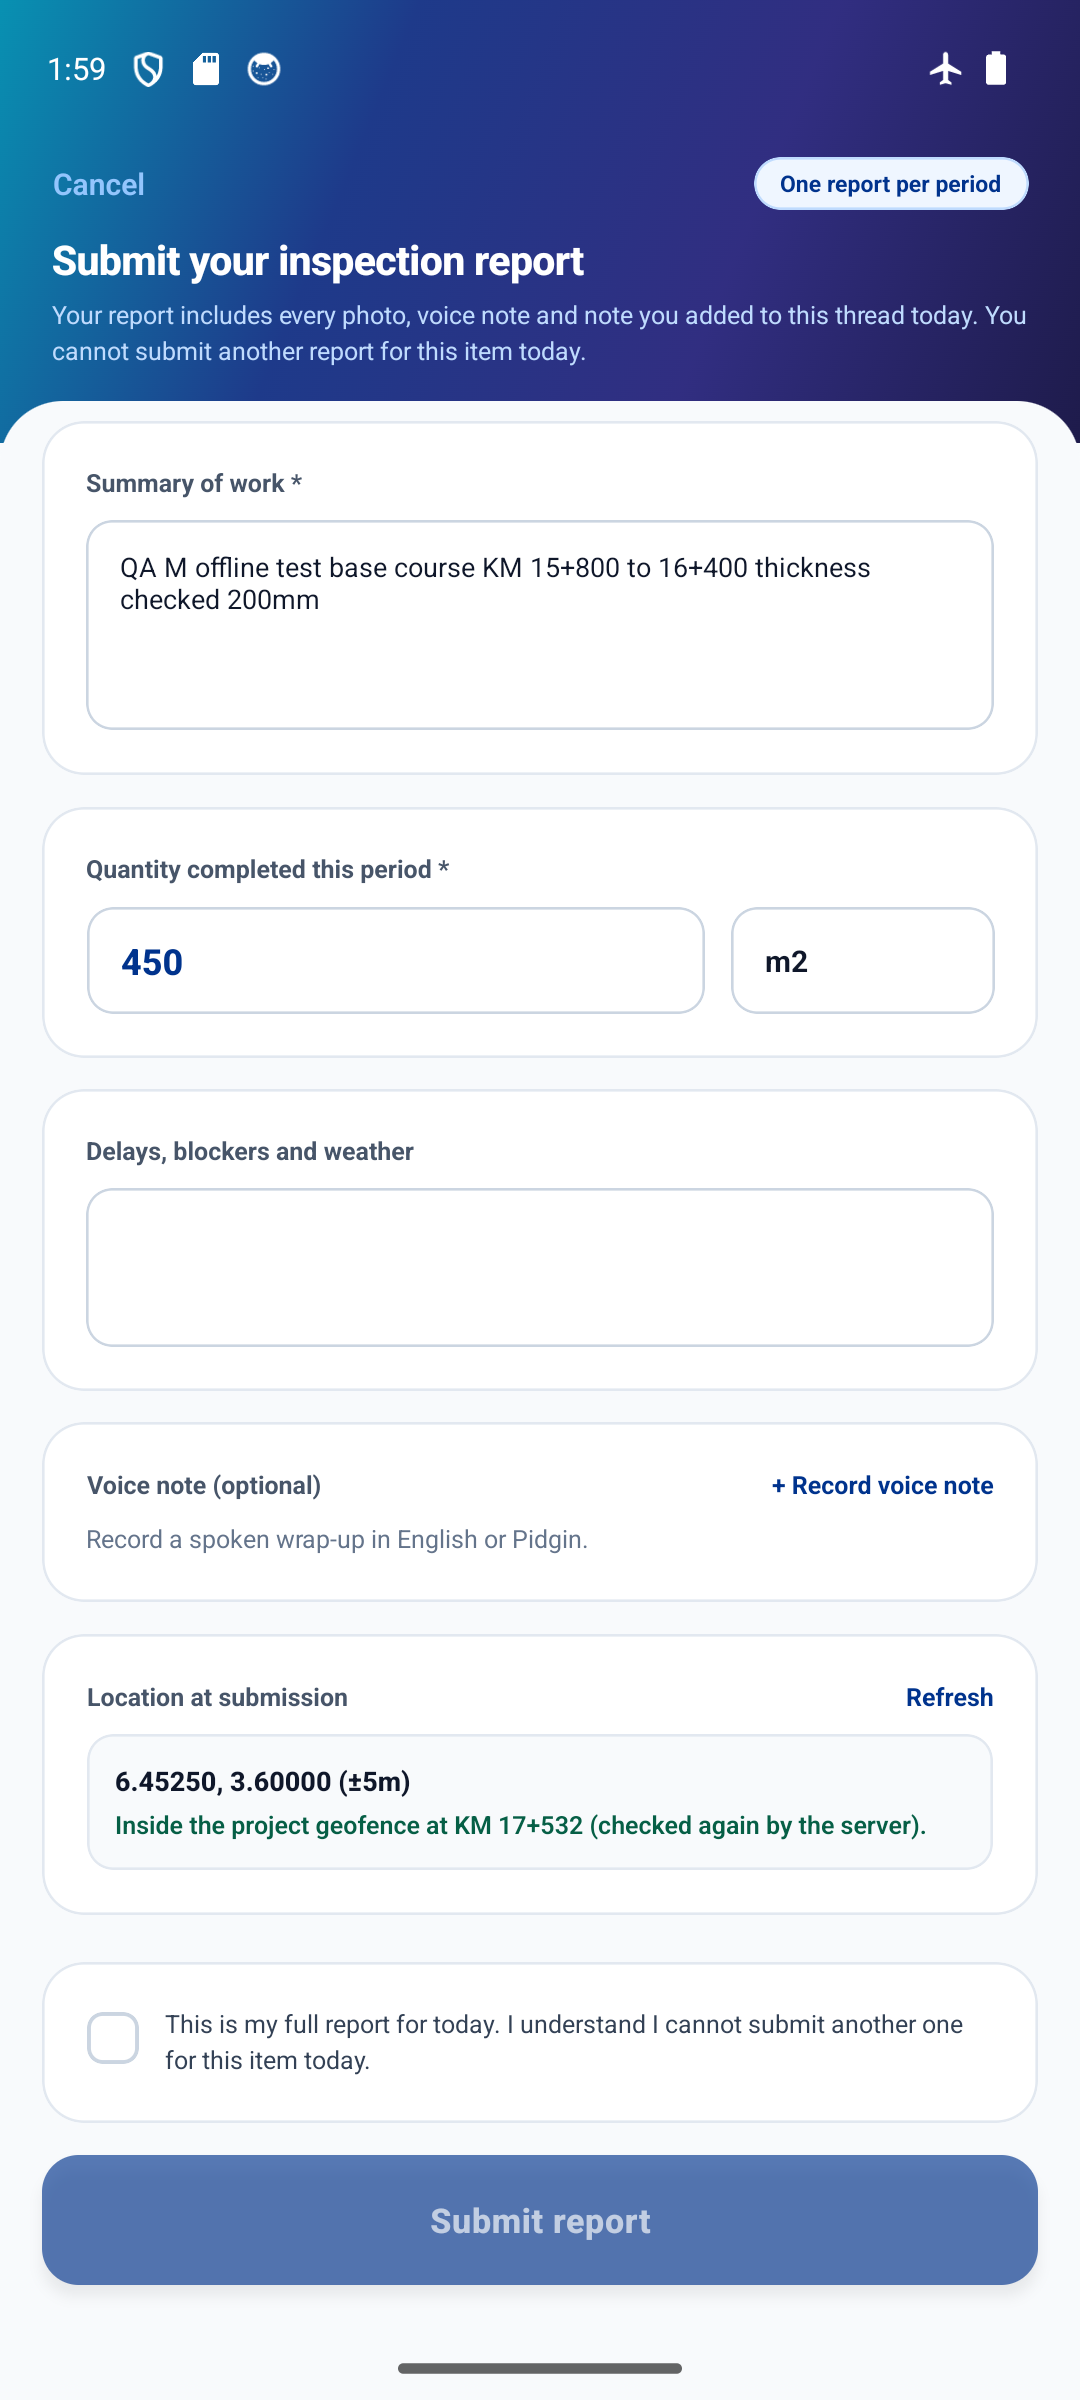 1:59
Cancel
One report per period
Submit your inspection report
Your report includes every photo, voice note and note you added to this thread today. You
cannot submit another report for this item today.
Summary of work *
QA M offline test base course KM 15+800 to 16+400 thickness
checked 200mm
Quantity completed this period *
450
m2
Delays, blockers and weather
Voice note (optional)
+ Record voice note
Record a spoken wrap-up in English or Pidgin.
Location at submission
Refresh
6.45250, 3.60000 (±5m)
Inside the project geofence at KM 17+532 (checked again by the server).
This is my full report for today. I understand I cannot submit another one
for this item today.
Submit report